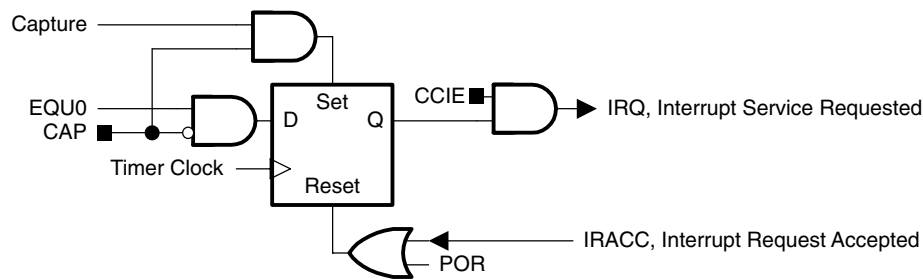 Capture
EQU0
CAP
Timer Clock
Set
D
Q
Reset
CCIE
IRQ, Interrupt Service Requested
IRACC, Interrupt Request Accepted
POR